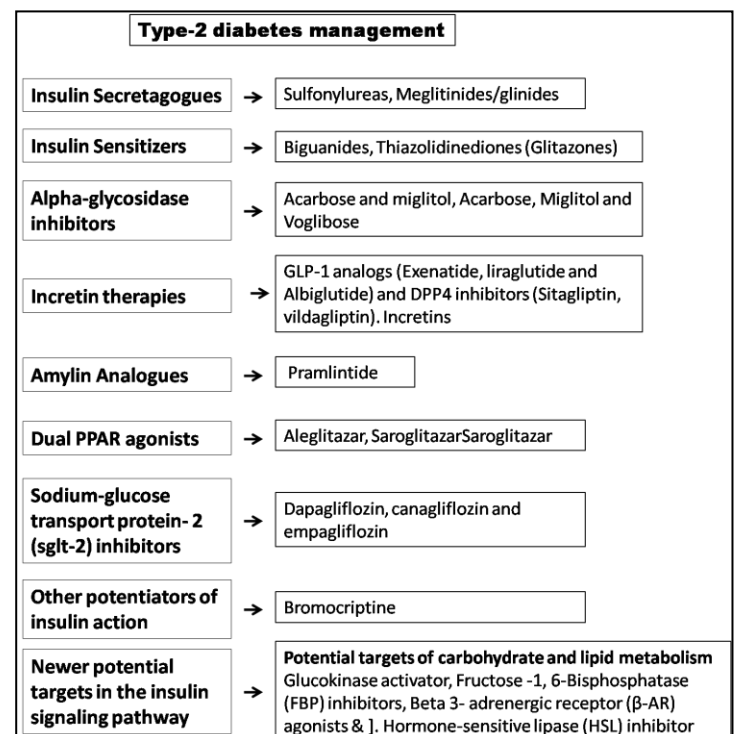 Type-2 diabetes management
Insulin Secretagogues
Sulfonylureas, Meglitinides/glinides
Insulin Sensitizers
Biguanides, Thiazolidinediones (Glitazones)
Alpha-glycosidase
inhibitors
Acarbose and miglitol, Acarbose, Miglitol and
Voglibose
Incretin therapies
GLP-1 analogs (Exenatide, liraglutide and
Albiglutide) and DPP4 inhibitors (Sitagliptin,
vildagliptin). Incretins
Amylin Analogues
Pramlintide
Dual PPAR agonists
Aleglitazar, SaroglitazarSaroglitazar
Sodium-glucose
transport protein- 2
(sglt-2) inhibitors
Dapagliflozin, canagliflozin and
empagliflozin
Other potentiators of
insulin action
Bromocriptine
Newer potential
targets in the insulin
signaling pathway
Potential targets of carbohydrate and lipid metabolism
Glucokinase activator, Fructose -1, 6-Bisphosphatase
(FBP) inhibitors, Beta 3- adrenergic receptor (β-AR)
agonists & ]. Hormone-sensitive lipase (HSL) inhibitor